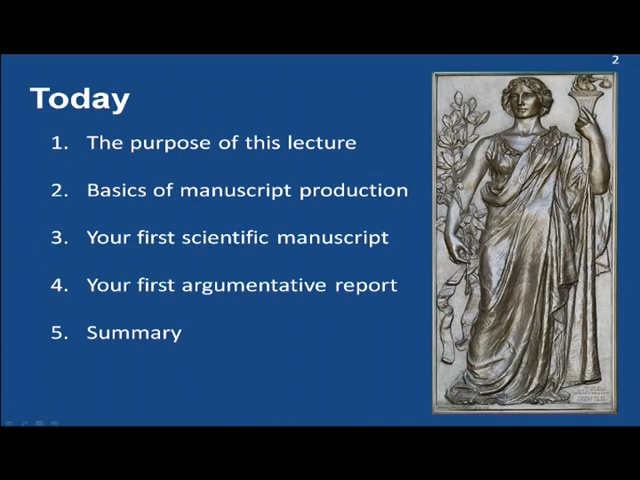 2
Today
1. The purpose of this lecture
2. Basics of manuscript production
3. Your first scientific manuscript
4. Your first argumentative report
5. Summary